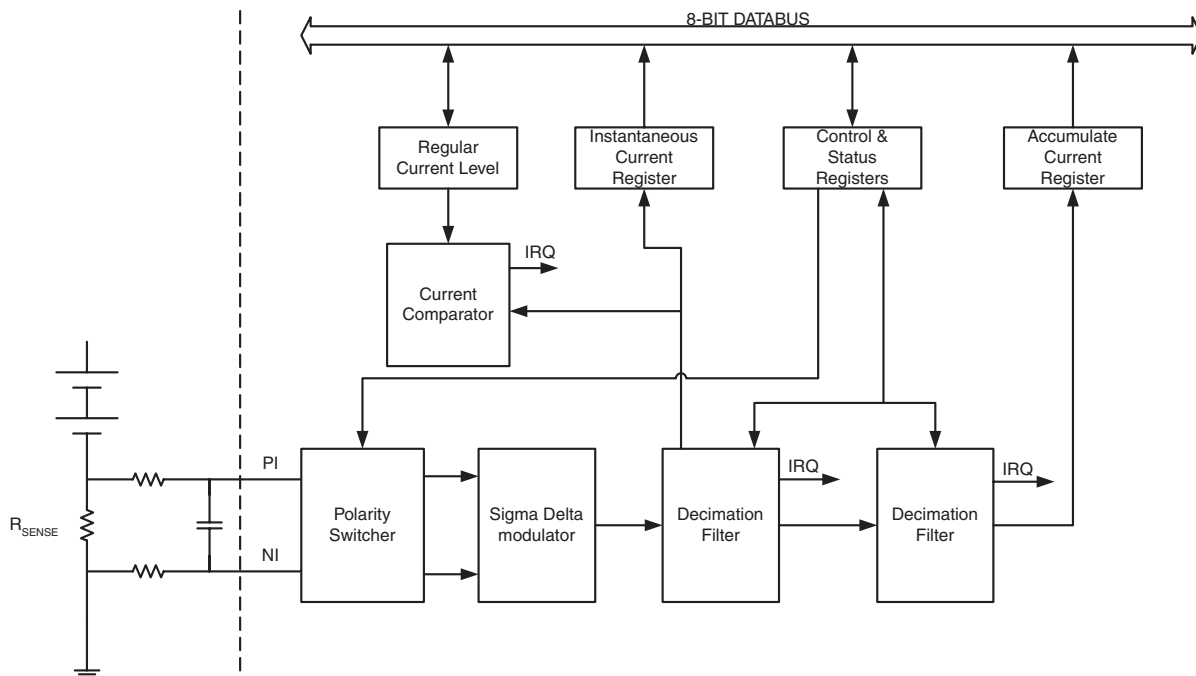 8-BIT DATABUS
Regular
Current Level
Instantaneous
Current
Register
Control &
Status
Registers
Accumulate
Current
Register
IRQ
Current
Comparator
PI
IRQ
IRQ
R_SENSE
Polarity
Switcher
Sigma Delta
modulator
Decimation
Filter
Decimation
Filter
NI